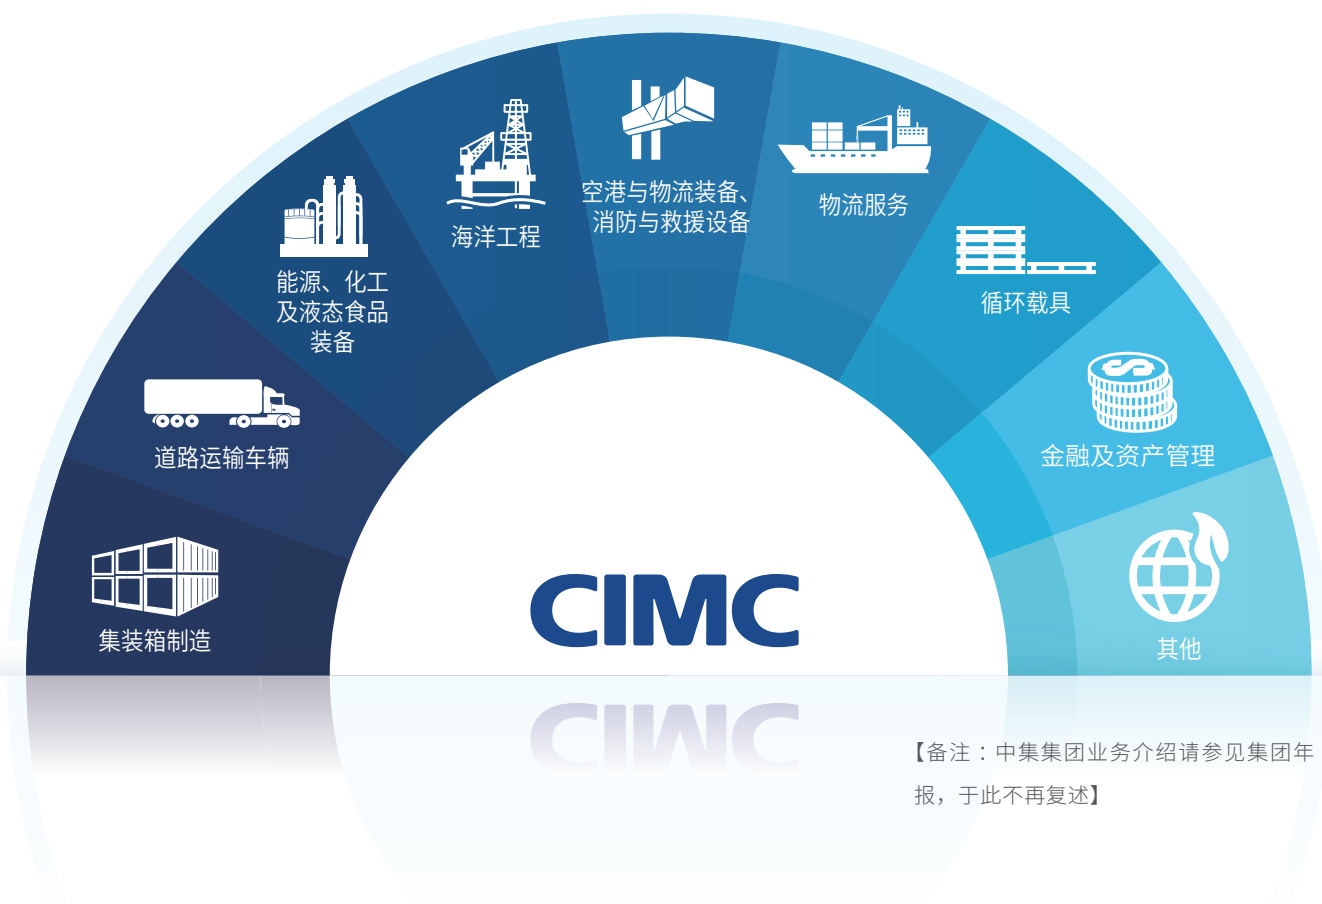 集装箱制造
道路运输车辆
能源、化工
及液态食品
装备
海洋工程
空港与物流装备、
消防与救援设备
物流服务
循环载具
金融及资产管理
其他
CIMC
【备注：中集集团业务介绍请参见集团年
报，于此不再复述】